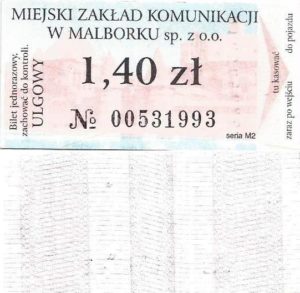 MIEJSKI ZAKŁAD KOMUNIKACJI
W MALBORKU sp. z o.o.
Bilet jednorazowy,
zachować do kontroli.
ULGOWY
1,40 zł
№ 00531993
seria M2
tu kasować
zaraz po wejściu
do pojazdu